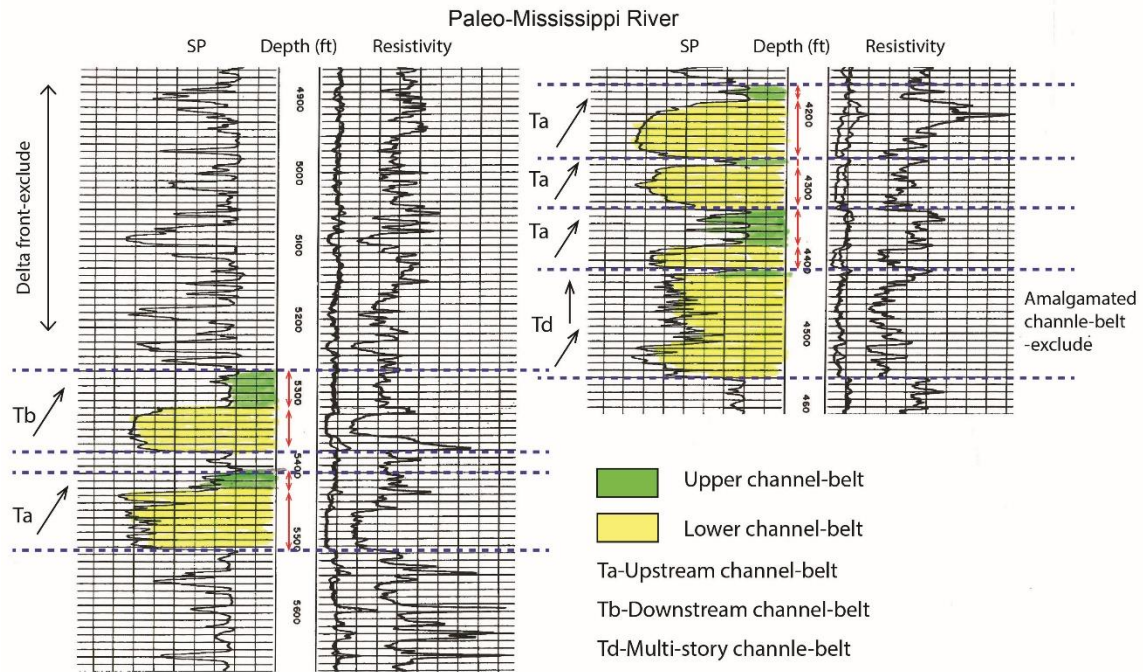 Paleo-Mississippi River
SP Depth (ft) Resistivity
Delta front-exclude
4900
5000
5100
5200
5300
5400
5500
5600
Tb
Ta
SP Depth (ft) Resistivity
Ta
Ta
Ta
Td
4200
4300
4400
4500
460
Amalgamated
channle-belt
-exclude
Upper channel-belt
Lower channel-belt
Ta-Upstream channel-belt
Tb-Downstream channel-belt
Td-Multi-story channle-belt